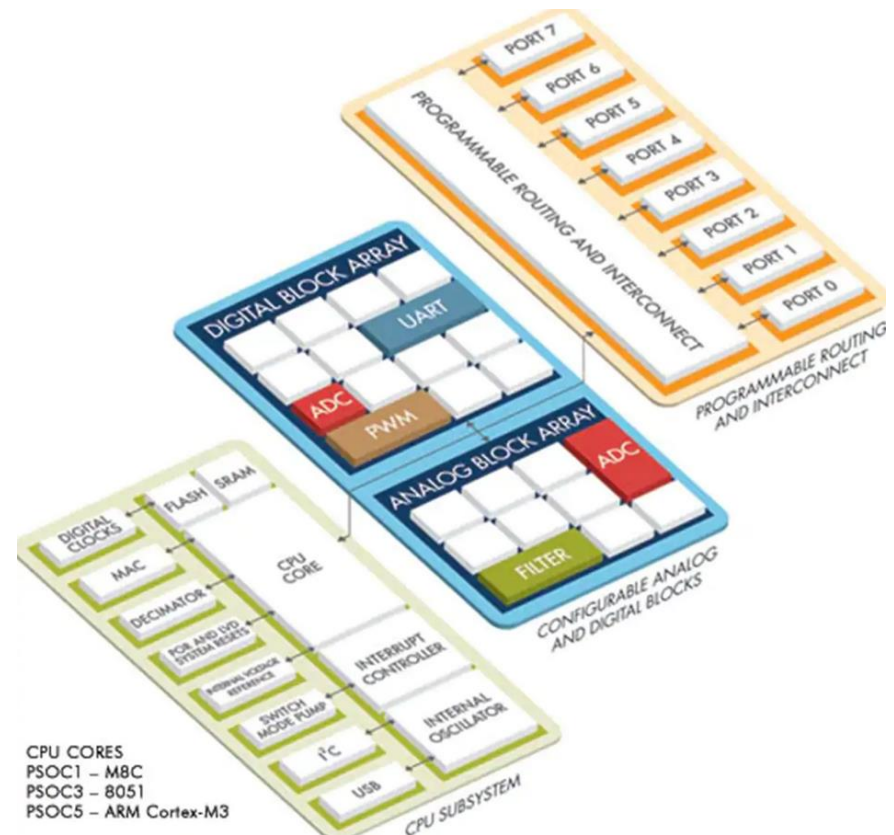 PORT 7
PORT 6
PORT 5
PORT 4
PORT 3
PORT 2
PORT 1
PORT 0
PROGRAMMABLE ROUTING AND INTERCONNECT
PROGRAMMABLE ROUTING
AND INTERCONNECT
DIGITAL BLOCK ARRAY
UART
ADC
PWM
ANALOG BLOCK ARRAY
ADC
FILTER
CONFIGURABLE ANALOG
AND DIGITAL BLOCKS
FLASH
SRAM
CPU
CORE
INTERRUPT
CONTROLLER
INTERNAL
OSCILLATOR
DIGITAL
CLOCKS
MAC
DECIMATOR
POR AND LVD
SYSTEM RESETS
INTERNAL VOLTAGE
REFERENCE
SWITCH
MODE PUMP
I²C
USB
CPU SUBSYSTEM
CPU CORES
PSOC1 – M8C
PSOC3 – 8051
PSOC5 – ARM Cortex-M3